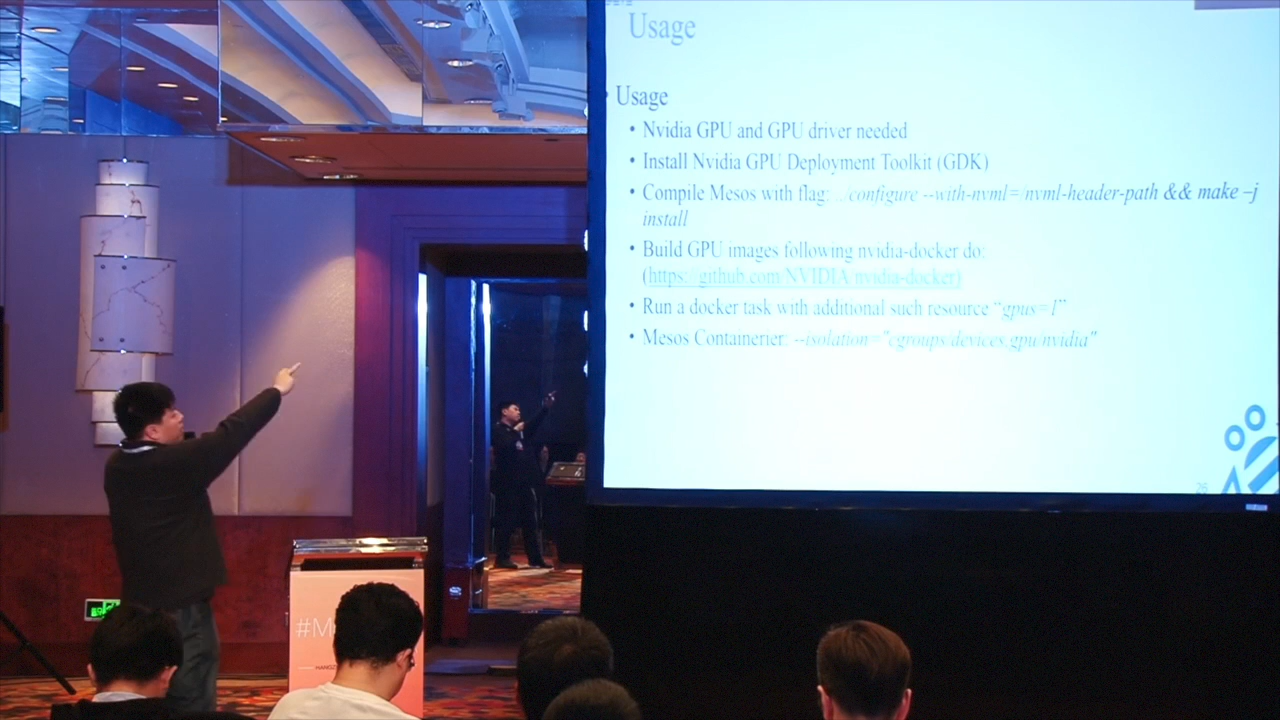 Usage
• Usage
• Nvidia GPU and GPU driver needed
• Install Nvidia GPU Deployment Toolkit (GDK)
• Compile Mesos with flag: ../configure --with-nvml=/nvml-header-path && make –j
install
• Build GPU images following nvidia-docker do:
(https://github.com/NVIDIA/nvidia-docker)
• Run a docker task with additional such resource “gpus=1”
• Mesos Containerier: --isolation="cgroups/devices,gpu/nvidia"
26
#M
HANGZ